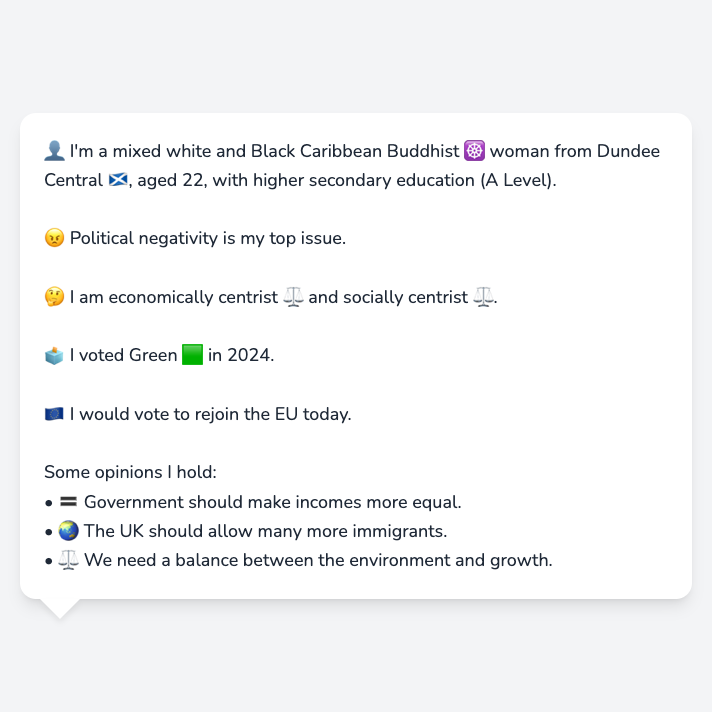 👤 I'm a mixed white and Black Caribbean Buddhist ☸️ woman from Dundee
Central 🏴󠁧󠁢󠁳󠁣󠁴󠁿, aged 22, with higher secondary education (A Level).
😠 Political negativity is my top issue.
🤔 I am economically centrist ⚖️ and socially centrist ⚖️.
🗳️ I voted Green 🟩 in 2024.
🇪🇺 I would vote to rejoin the EU today.
Some opinions I hold:
• 🟰 Government should make incomes more equal.
• 🌏 The UK should allow many more immigrants.
• ⚖️ We need a balance between the environment and growth.